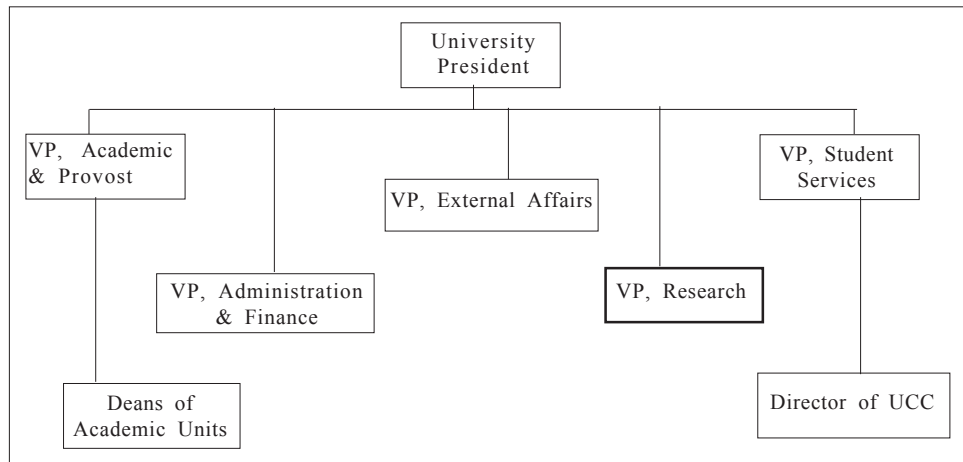 University
President
VP, Academic
& Provost
VP, External Affairs
VP, Student
Services
VP, Administration
& Finance
VP, Research
Deans of
Academic Units
Director of UCC